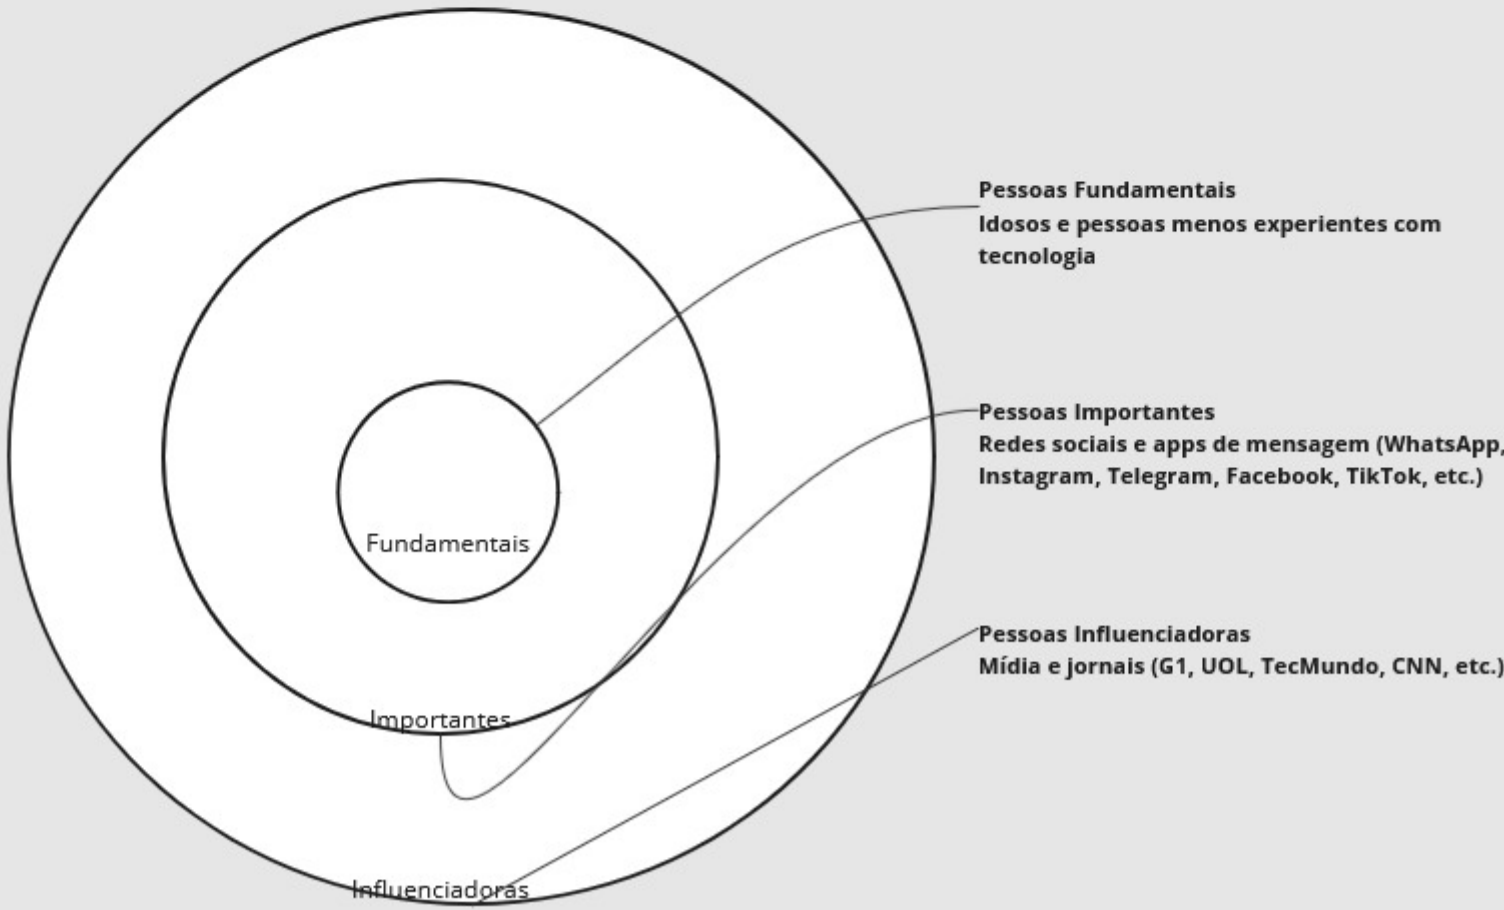 Pessoas Fundamentais
Idosos e pessoas menos experientes com
tecnologia
Pessoas Importantes
Redes sociais e apps de mensagem (WhatsApp,
Instagram, Telegram, Facebook, TikTok, etc.)
Fundamentais
Pessoas Influenciadoras
Mídia e jornais (G1, UOL, TecMundo, CNN, etc.)
Importantes
Influenciadoras